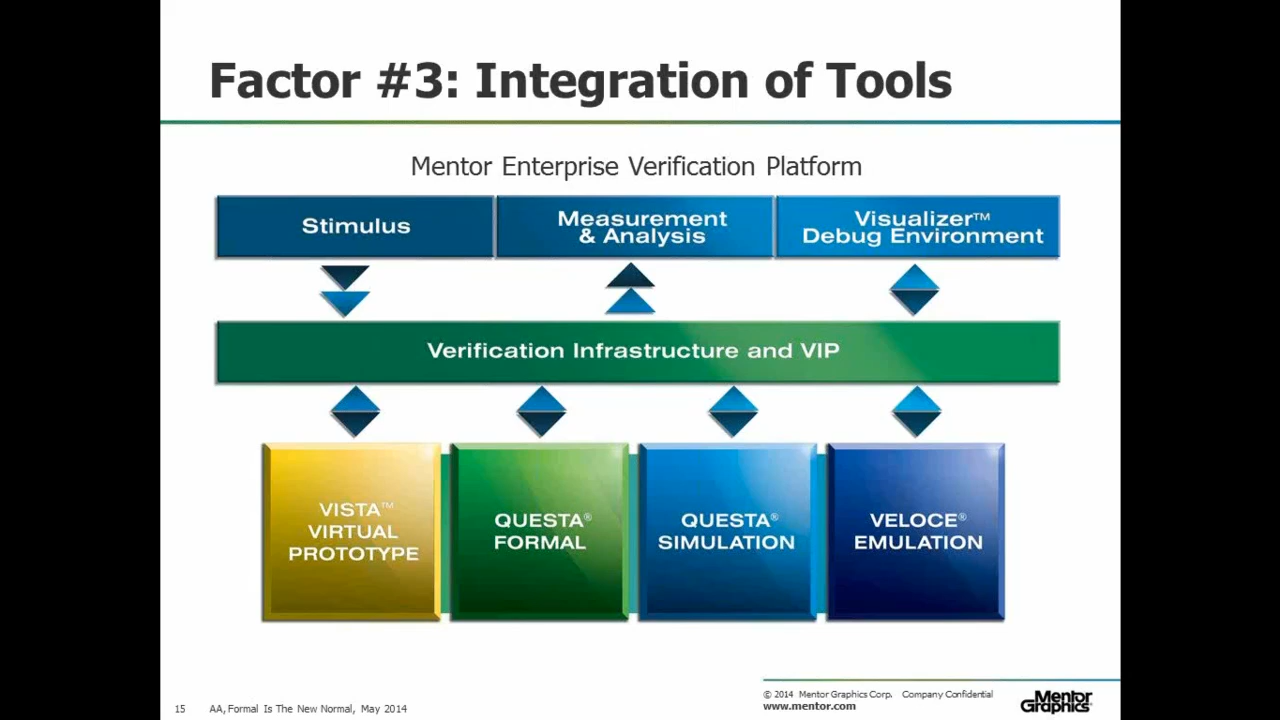 Factor #3: Integration of Tools
Mentor Enterprise Verification Platform
Stimulus
Measurement
& Analysis
Visualizer™
Debug Environment
Verification Infrastructure and VIP
VISTA™
VIRTUAL
PROTOTYPE
QUESTA®
FORMAL
QUESTA®
SIMULATION
VELOCE®
EMULATION
© 2014 Mentor Graphics Corp. Company Confidential
www.mentor.com
15 AA, Formal Is The New Normal, May 2014
Mentor
Graphics